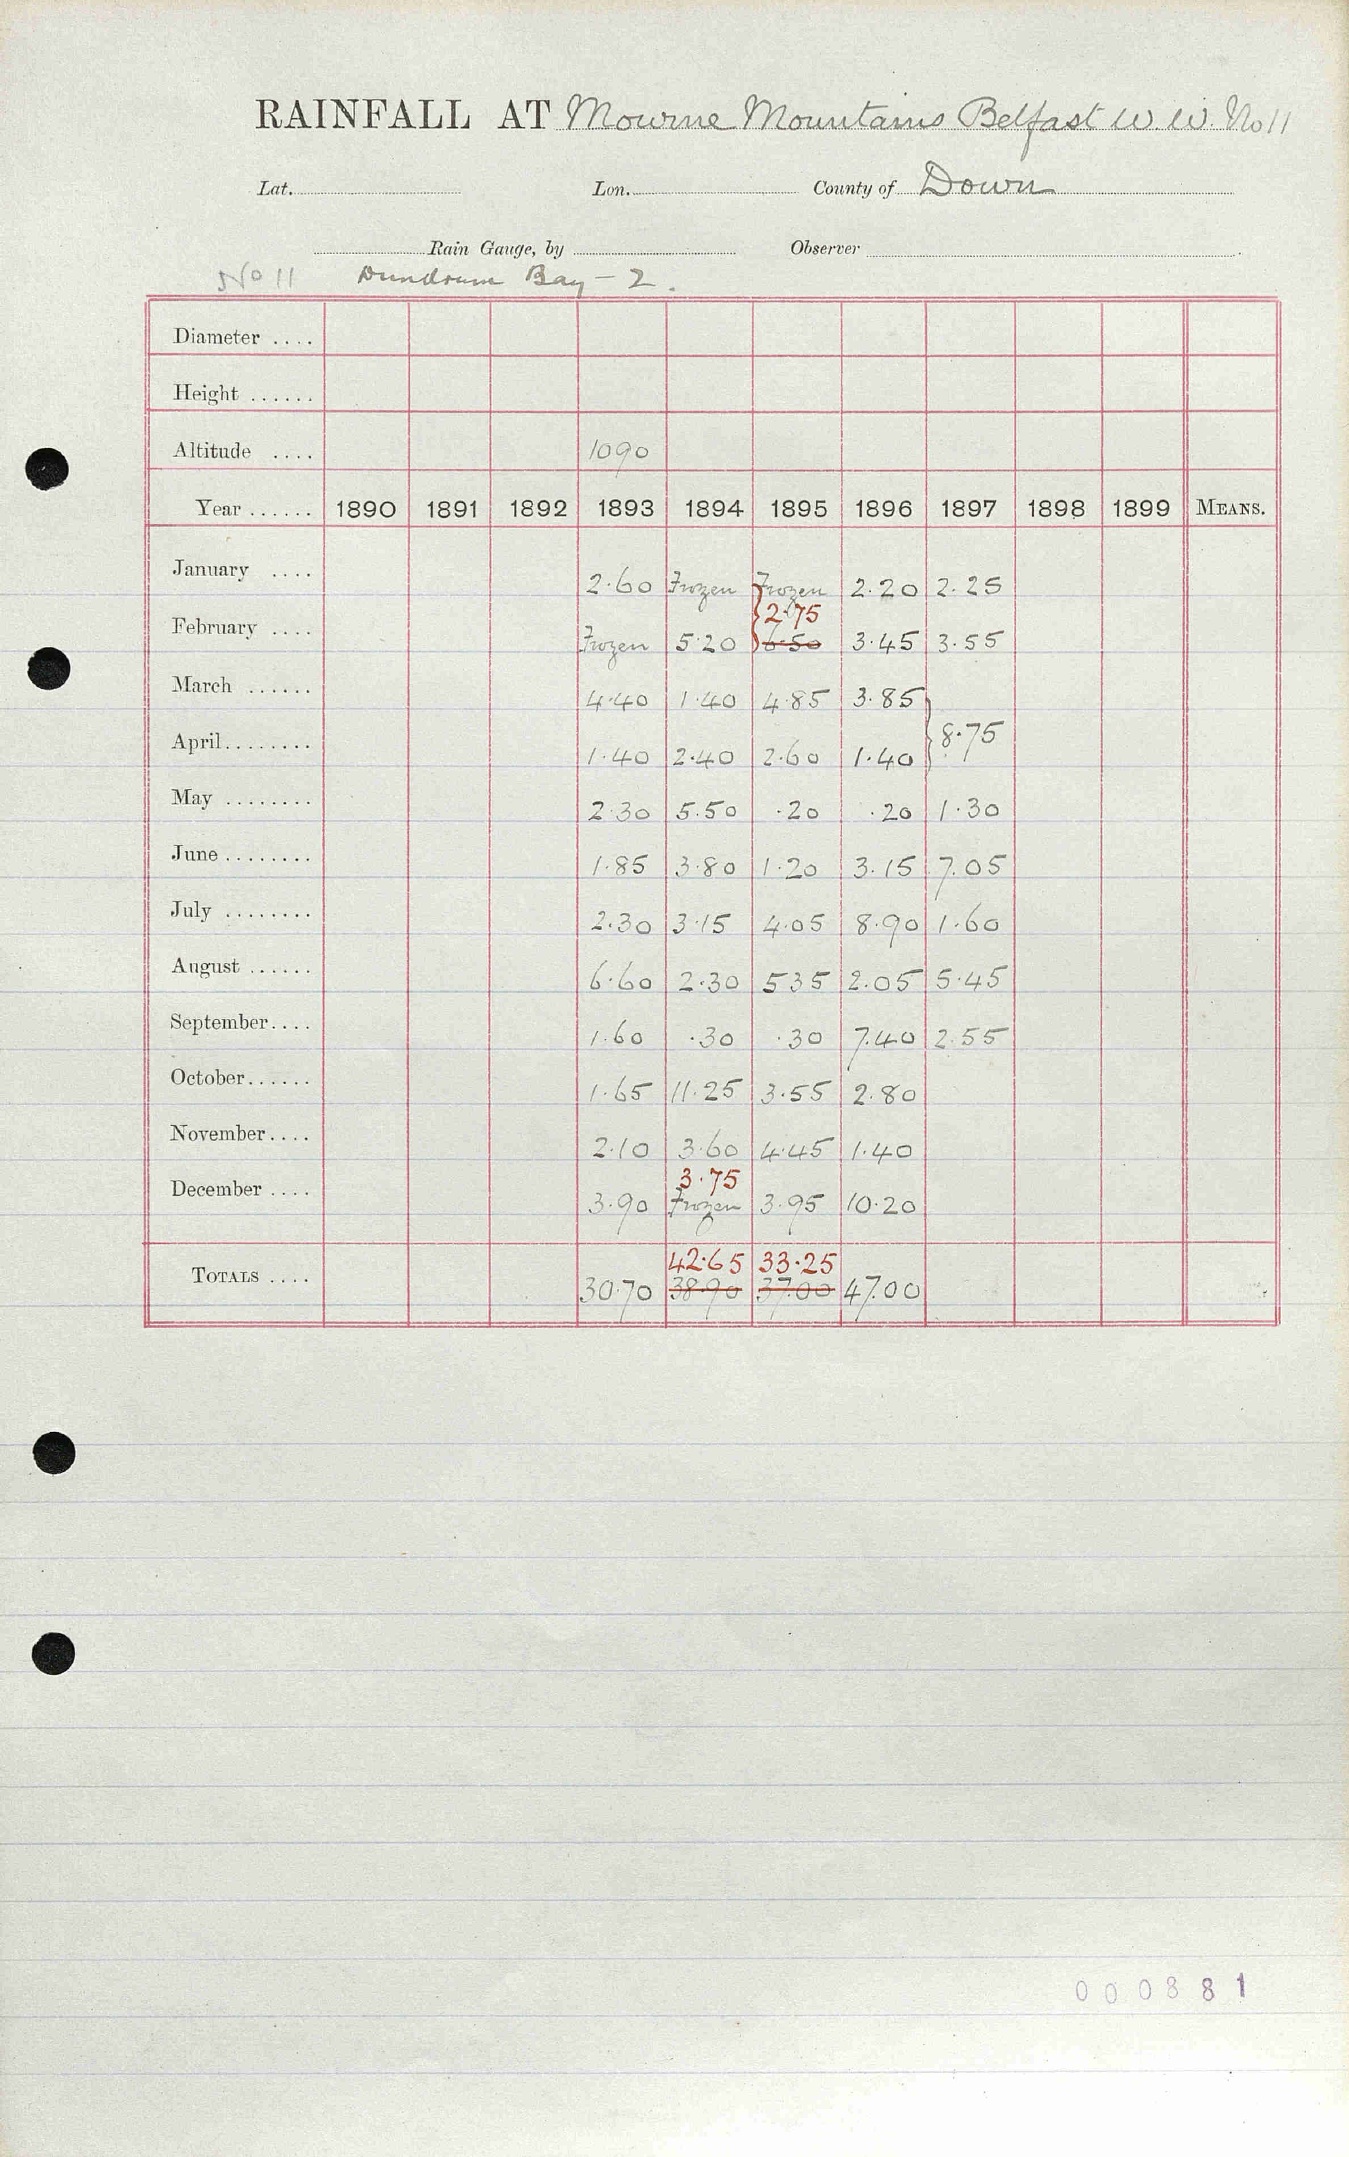 RAINFALL AT Mourne Mountains Belfast W. W. No 11
Lat. Lon. County of Down
Rain Gauge, by Observer
No 11 Dundrum Bay - 2.
Diameter ....
Height ......
Altitude .... 1090
Year ...... 1890 1891 1892 1893 1894 1895 1896 1897 1898 1899 MEANS.
January .... 2.60 Frozen Frozen 2.20 2.25
2.75
February .... Frozen 5.20 6.50 3.45 3.55
March ...... 4.40 1.40 4.85 3.85
8.75
April........ 1.40 2.40 2.60 1.40
May ........ 2.30 5.50 .20 .20 1.30
June ........ 1.85 3.80 1.20 3.15 7.05
July ........ 2.30 3.15 4.05 8.90 1.60
August ...... 6.60 2.30 535 2.05 5.45
September.... 1.60 .30 .30 7.40 2.55
October...... 1.65 11.25 3.55 2.80
November.... 2.10 3.60 4.45 1.40
3.75
December .... 3.90 Frozen 3.95 10.20
42.65 33.25
TOTALS .... 30.70 38.90 37.00 47.00
000881